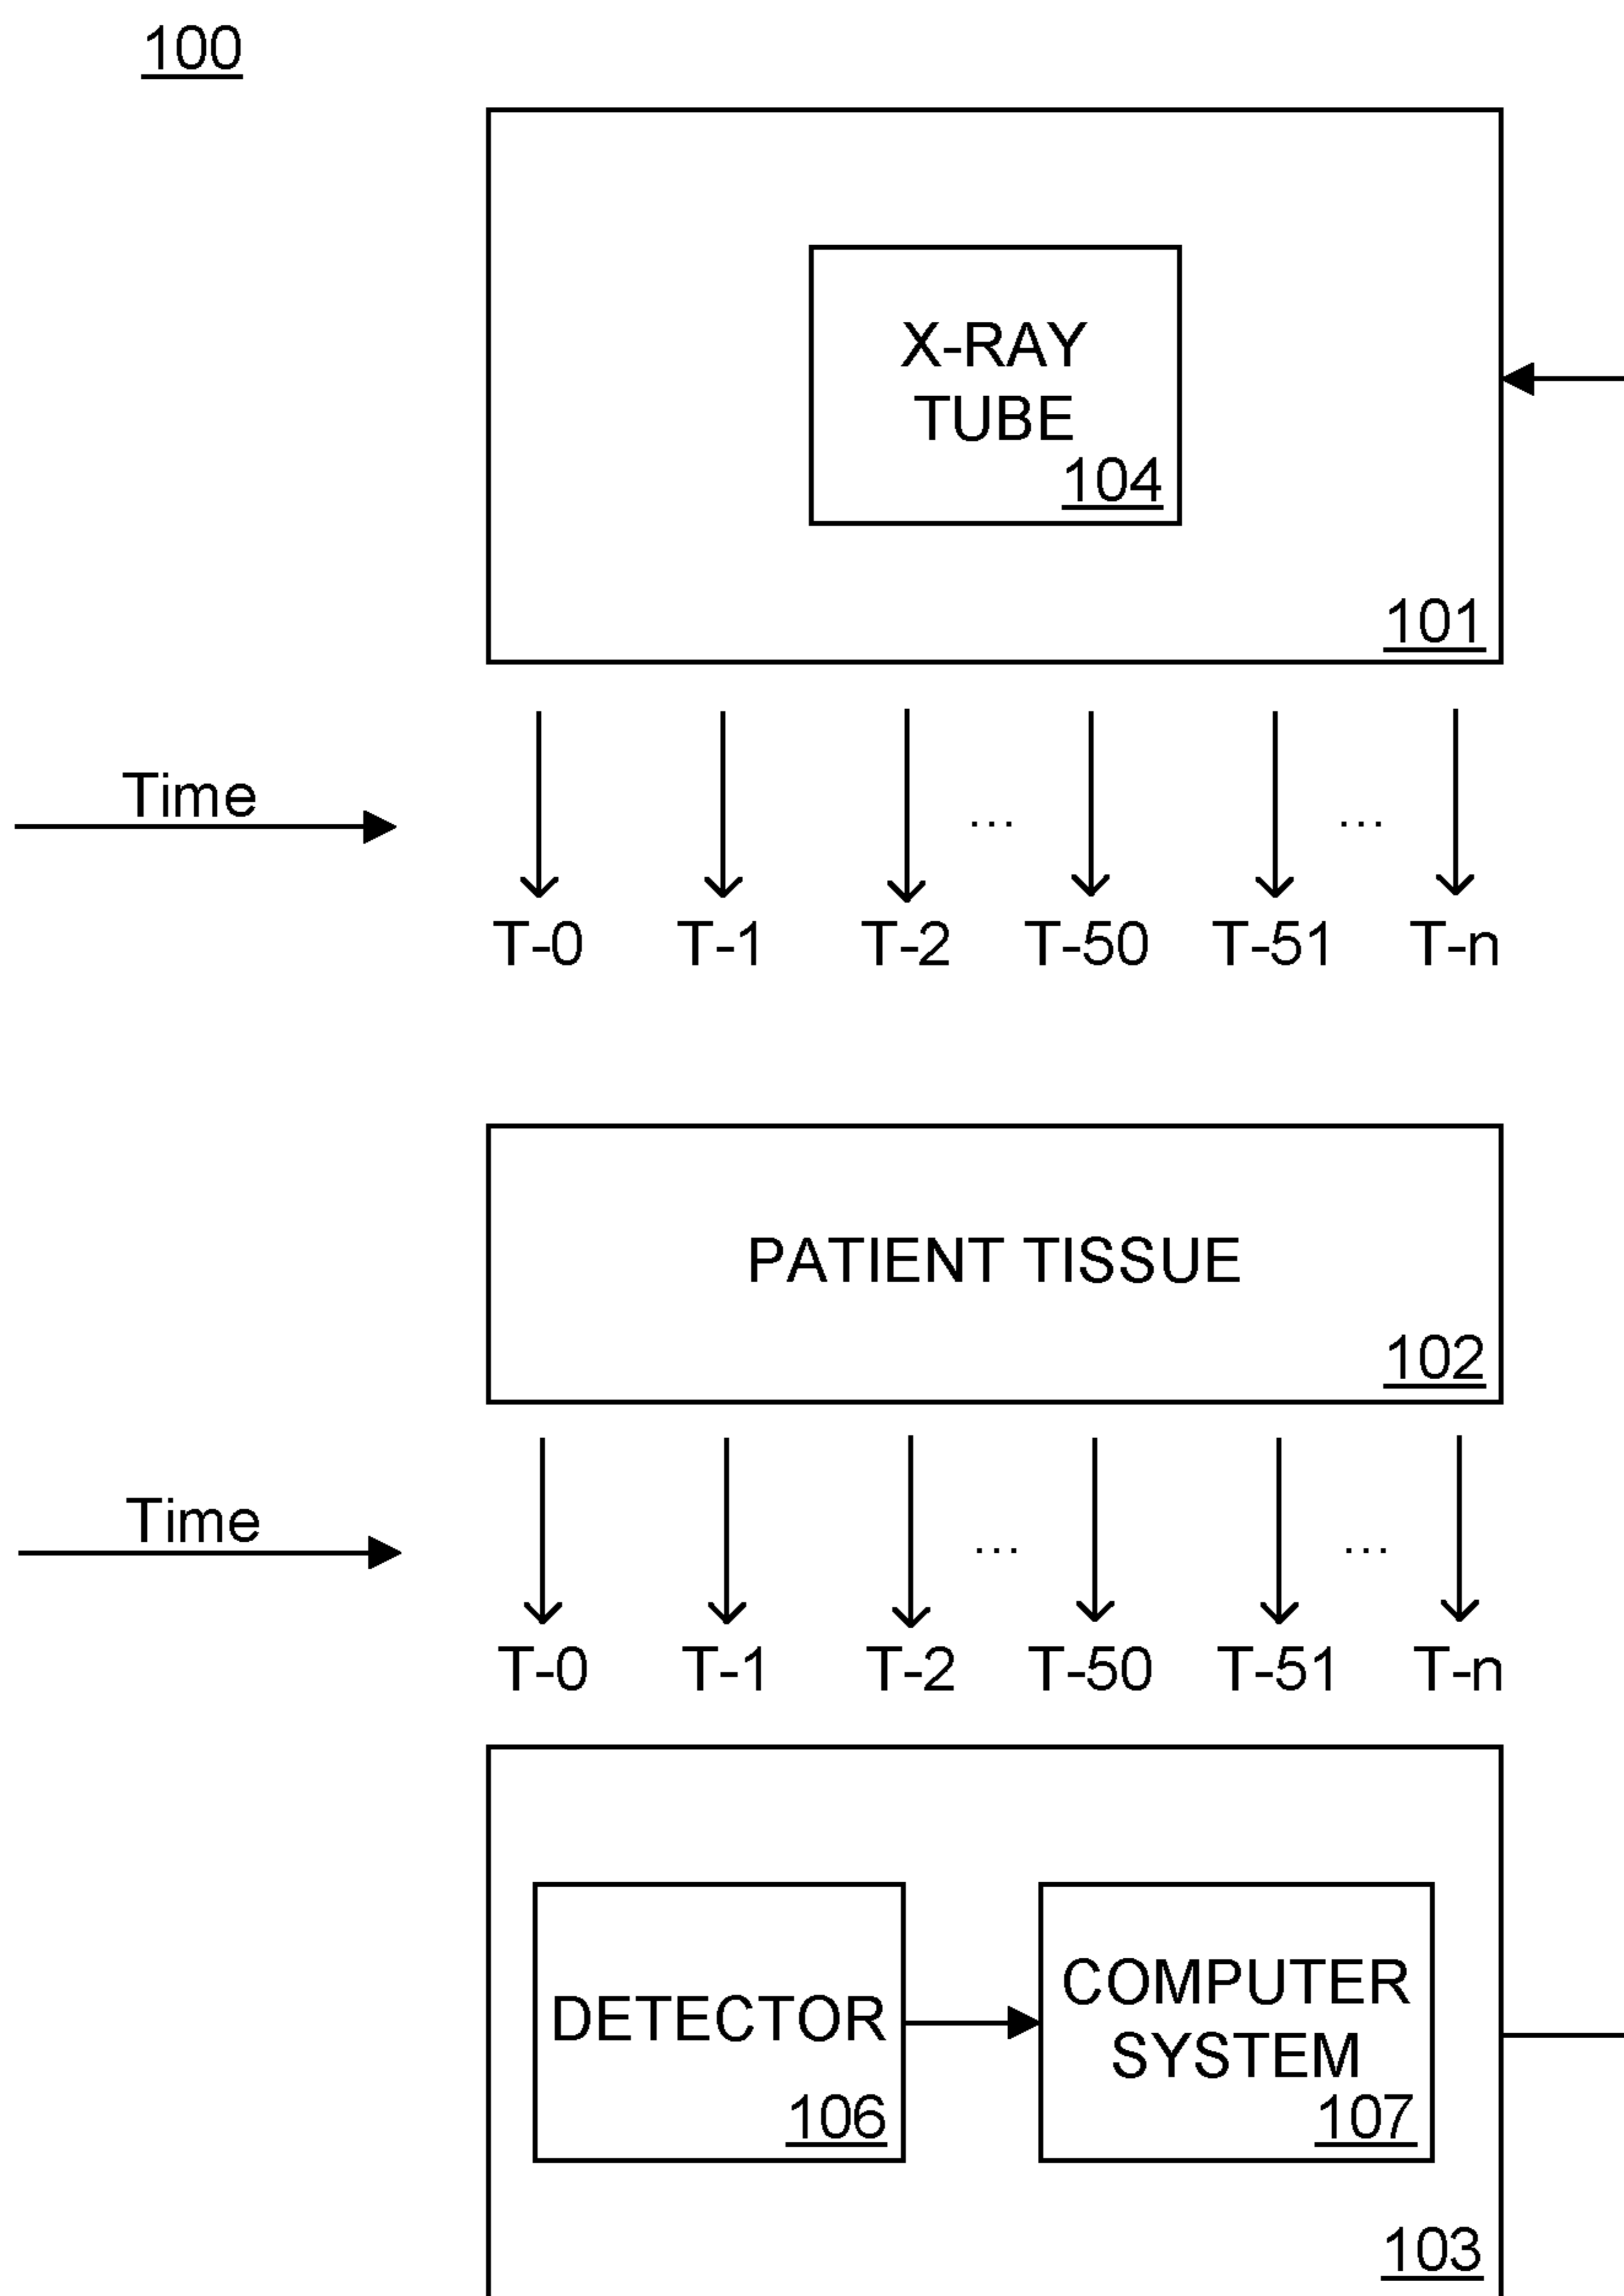 100
X-RAY
TUBE
104
101
Time
... ...
T-0 T-1 T-2 T-50 T-51 T-n
PATIENT TISSUE
102
Time
... ...
T-0 T-1 T-2 T-50 T-51 T-n
DETECTOR
106
COMPUTER
SYSTEM
107
103